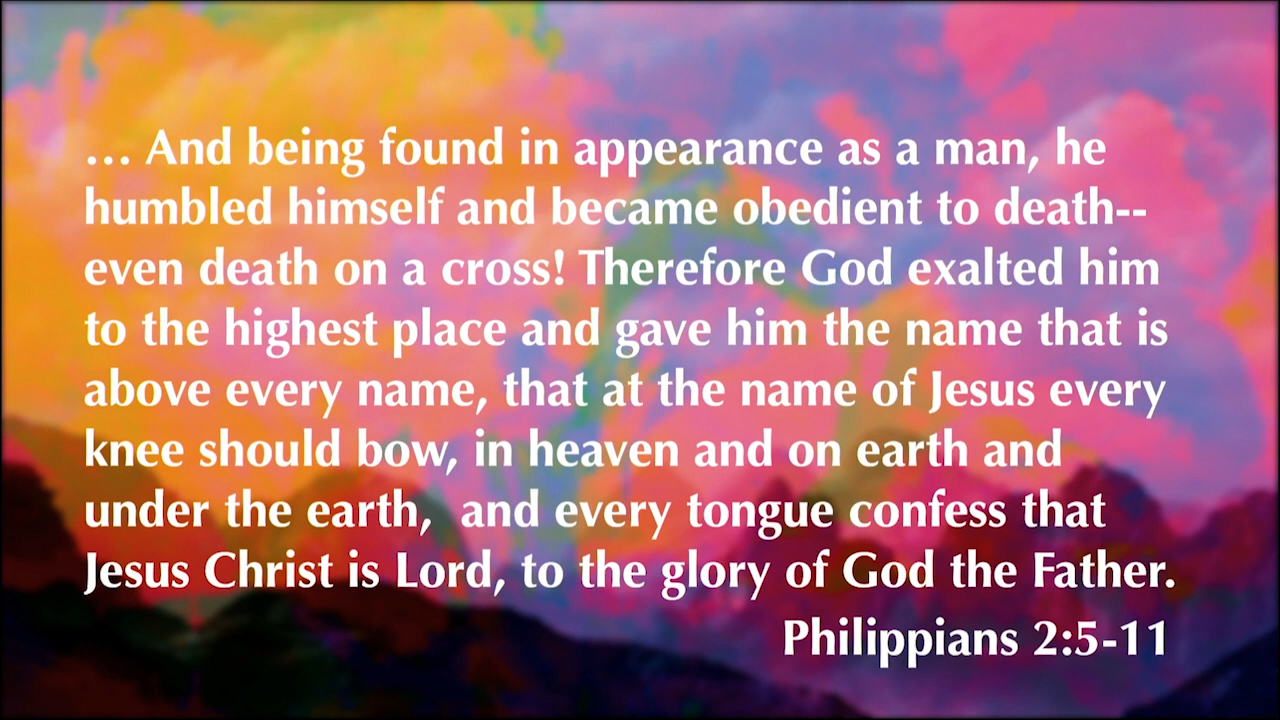 … And being found in appearance as a man, he
humbled himself and became obedient to death--
even death on a cross! Therefore God exalted him
to the highest place and gave him the name that is
above every name, that at the name of Jesus every
knee should bow, in heaven and on earth and
under the earth,  and every tongue confess that
Jesus Christ is Lord, to the glory of God the Father.
Philippians 2:5-11